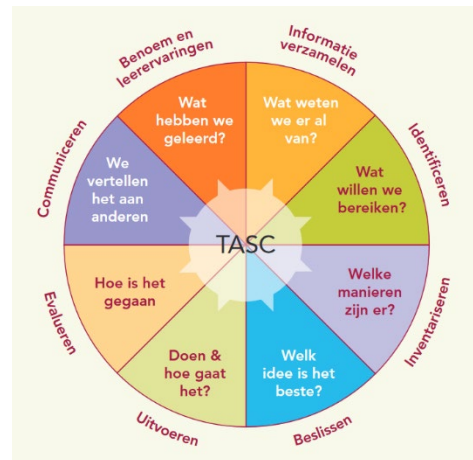 Informatie
verzamelen
Wat weten
we er al
van?
Identificeren
Wat
willen we
bereiken?
Inventariseren
Welke
manieren
zijn er?
Beslissen
Welk
idee is het
beste?
Uitvoeren
Doen &
hoe gaat
het?
Evalueren
Hoe is het
gegaan
Communiceren
We
vertellen
het aan
anderen
Benoem en
leerervaringen
Wat
hebben we
geleerd?
TASC